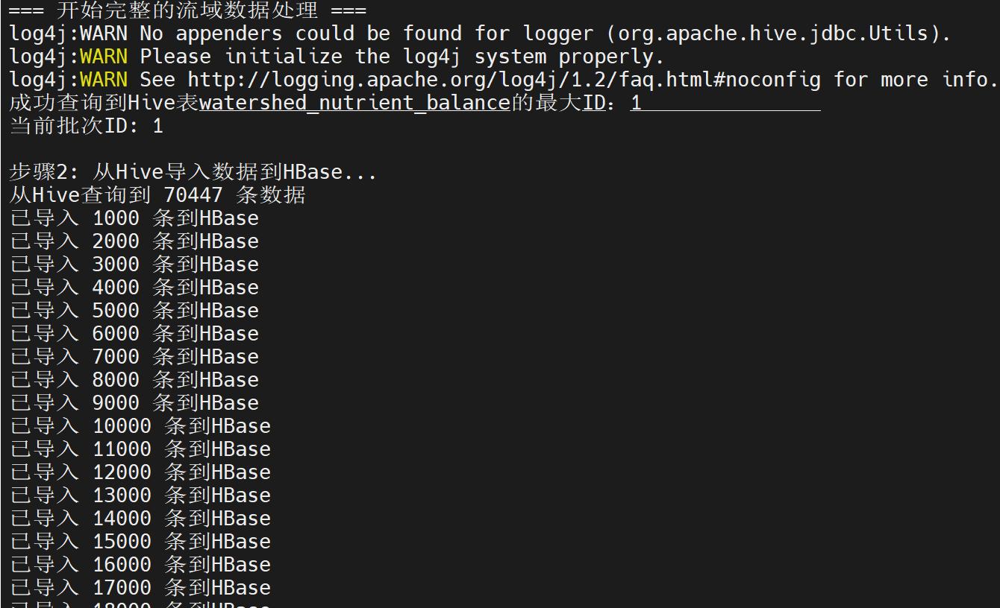 === 开始完整的流域数据处理 ===
log4j:WARN No appenders could be found for logger (org.apache.hive.jdbc.Utils).
log4j:WARN Please initialize the log4j system properly.
log4j:WARN See http://logging.apache.org/log4j/1.2/faq.html#noconfig for more info.
成功查询到Hive表watershed_nutrient_balance的最大ID：1
当前批次ID: 1
步骤2: 从Hive导入数据到HBase...
从Hive查询到 70447 条数据
已导入 1000 条到HBase
已导入 2000 条到HBase
已导入 3000 条到HBase
已导入 4000 条到HBase
已导入 5000 条到HBase
已导入 6000 条到HBase
已导入 7000 条到HBase
已导入 8000 条到HBase
已导入 9000 条到HBase
已导入 10000 条到HBase
已导入 11000 条到HBase
已导入 12000 条到HBase
已导入 13000 条到HBase
已导入 14000 条到HBase
已导入 15000 条到HBase
已导入 16000 条到HBase
已导入 17000 条到HBase
已导入 18000 条到HBase